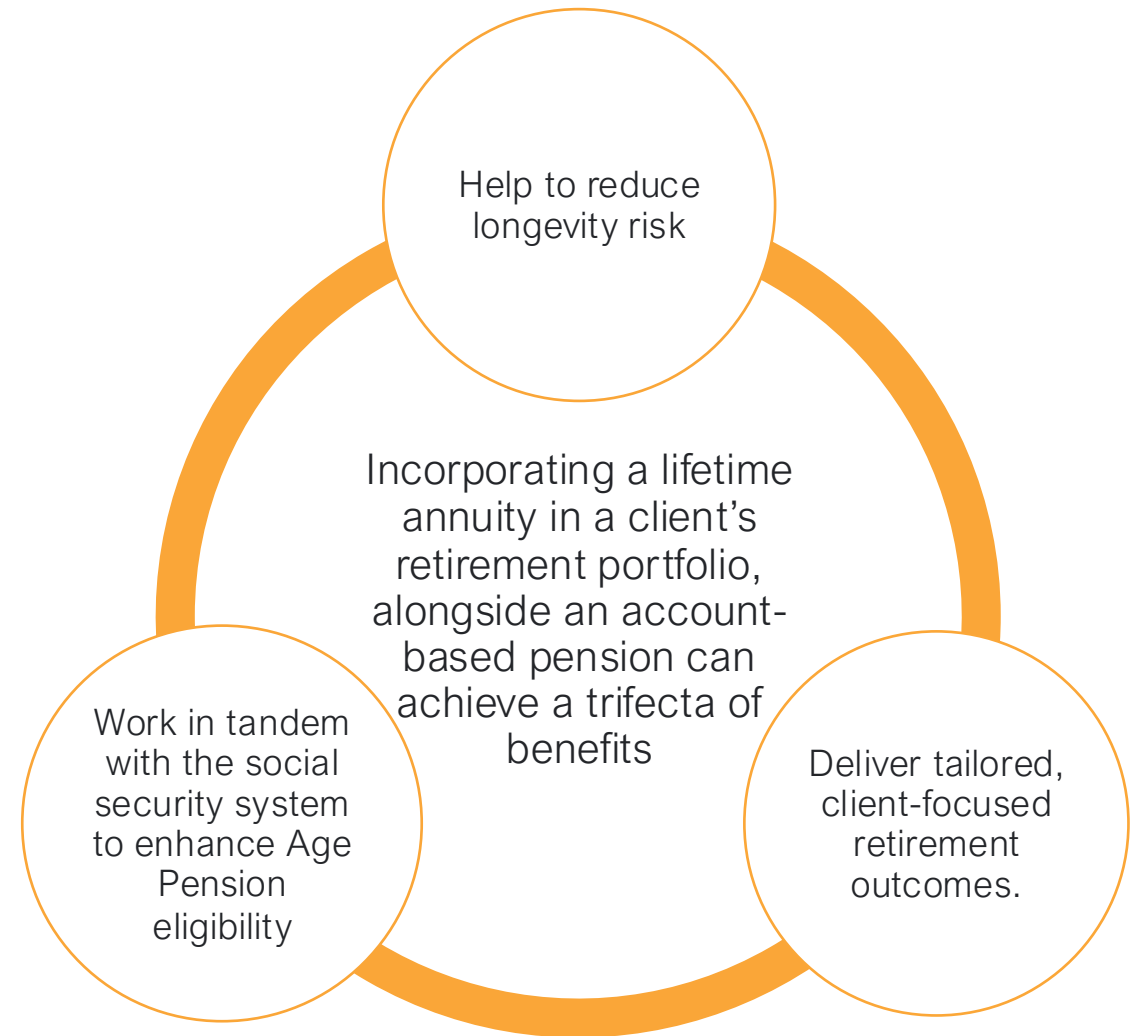 Help to reduce
longevity risk
Incorporating a lifetime
annuity in a client’s
retirement portfolio,
alongside an account-
based pension can
achieve a trifecta of
benefits
Work in tandem
with the social
security system
to enhance Age
Pension
eligibility
Deliver tailored,
client-focused
retirement
outcomes.